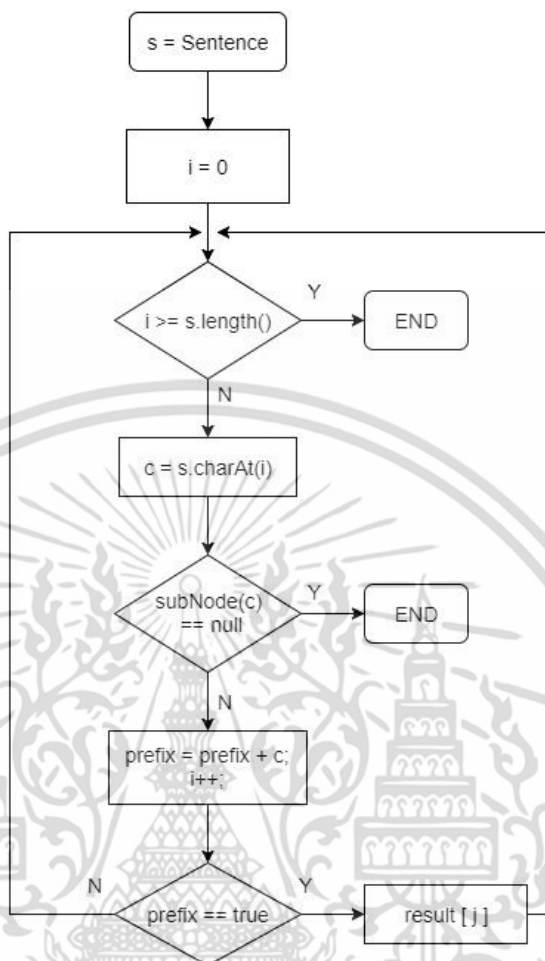 s = Sentence
i = 0
i >= s.length()
Y
END
N
c = s.charAt(i)
subNode(c)
== null
Y
END
N
prefix = prefix + c;
i++;
N
prefix == true
Y
result [ j ]